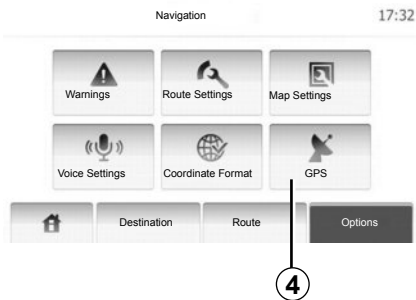 Navigation 17:32
Warnings Route Settings Map Settings
Voice Settings Coordinate Format GPS
Destination Route Options
4